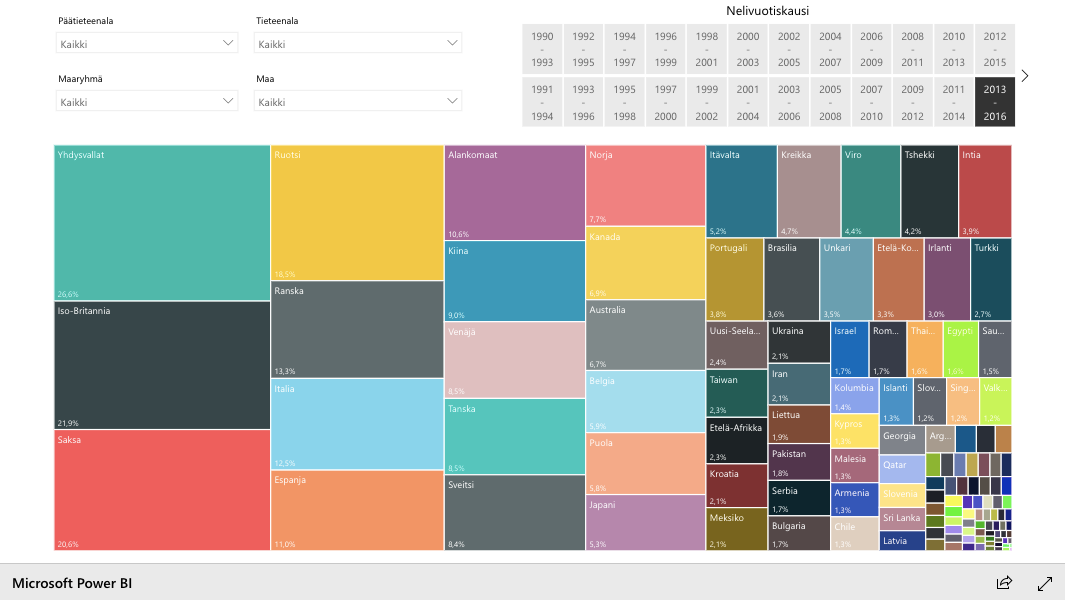 Päätieteenala
Kaikki
Tieteenala
Kaikki
Maaryhmä
Kaikki
Maa
Kaikki
Nelivuotiskausi
1990 - 1993
1992 - 1995
1994 - 1997
1996 - 1999
1998 - 2001
2000 - 2003
2002 - 2005
2004 - 2007
2006 - 2009
2008 - 2011
2010 - 2013
2012 - 2015
1991 - 1994
1993 - 1996
1995 - 1998
1997 - 2000
1999 - 2002
2001 - 2004
2003 - 2006
2005 - 2008
2007 - 2010
2009 - 2012
2011 - 2014
2013 - 2016
Yhdysvallat
26,6%
Iso-Britannia
21,9%
Saksa
20,6%
Ruotsi
18,5%
Ranska
13,3%
Italia
12,5%
Espanja
11,0%
Alankomaat
10,6%
Kiina
9,0%
Venäjä
8,5%
Tanska
8,5%
Sveitsi
8,4%
Norja
7,7%
Kanada
6,9%
Australia
6,7%
Belgia
5,9%
Puola
5,8%
Japani
5,3%
Itävalta
5,2%
Kreikka
4,7%
Viro
4,4%
Tshekki
4,2%
Intia
3,9%
Portugali
3,8%
Brasilia
3,6%
Unkari
3,5%
Etelä-Ko...
3,3%
Irlanti
3,0%
Turkki
2,7%
Uusi-Seela...
2,4%
Taiwan
2,3%
Etelä-Afrikka
2,3%
Kroatia
2,1%
Meksiko
2,1%
Ukraina
2,1%
Iran
2,1%
Liettua
1,9%
Pakistan
1,8%
Serbia
1,7%
Bulgaria
1,7%
Israel
1,7%
Rom...
1,7%
Thai...
1,6%
Egypti
1,6%
Sau...
1,5%
Kolumbia
1,4%
Kypros
1,3%
Malesia
1,3%
Armenia
1,3%
Chile
1,3%
Islanti
1,3%
Slov...
1,2%
Sing...
1,2%
Valk...
1,2%
Georgia
Qatar
Slovenia
Sri Lanka
Latvia
Arg...
Microsoft Power BI